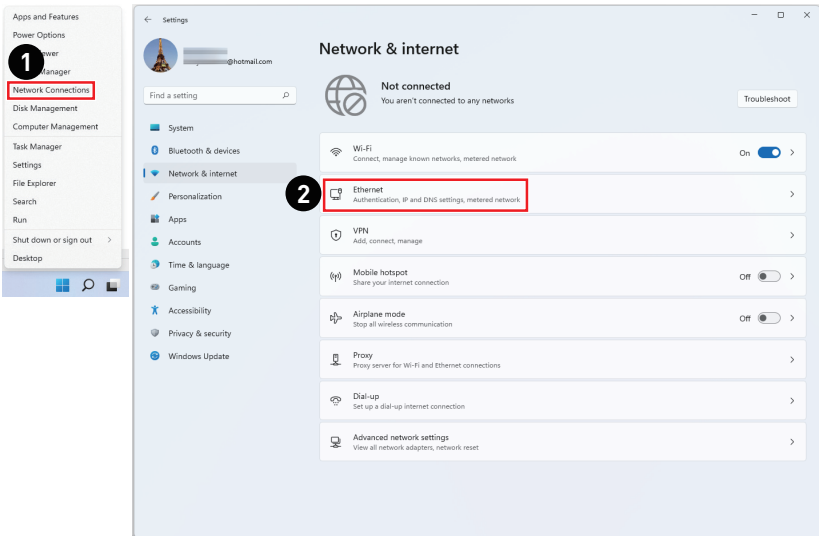 Apps and Features
Power Options
1
Network Connections
Disk Management
Computer Management
Task Manager
Settings
File Explorer
Search
Run
Shut down or sign out
Desktop
Settings
@hotmail.com
Find a setting
System
Bluetooth & devices
Network & internet
Personalization
Apps
Accounts
Time & language
Gaming
Accessibility
Privacy & security
Windows Update
Network & internet
Not connected
You aren't connected to any networks
Troubleshoot
Wi-Fi
Connect, manage known networks, metered network
On
2
Ethernet
Authentication, IP and DNS settings, metered network
VPN
Add, connect, manage
Mobile hotspot
Share your internet connection
Off
Airplane mode
Stop all wireless communication
Off
Proxy
Proxy server for Wi-Fi and Ethernet connections
Dial-up
Set up a dial-up internet connection
Advanced network settings
View all network adapters, network reset